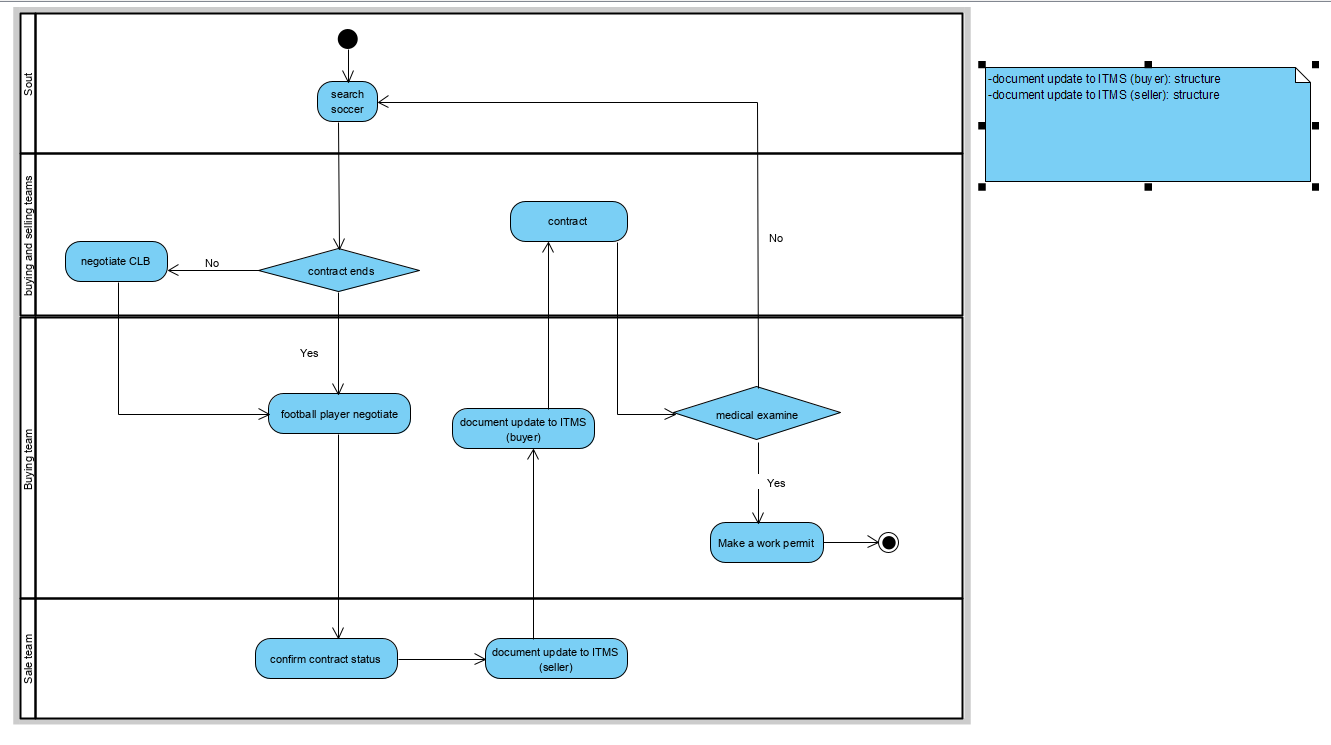 Sout
search
soccer
-document update to ITMS (buyer): structure
-document update to ITMS (seller): structure
buying and selling teams
contract
No
negotiate CLB
No
contract ends
Yes
Buying team
football player negotiate
document update to ITMS
(buyer)
medical examine
Yes
Make a work permit
Sale team
confirm contract status
document update to ITMS
(seller)